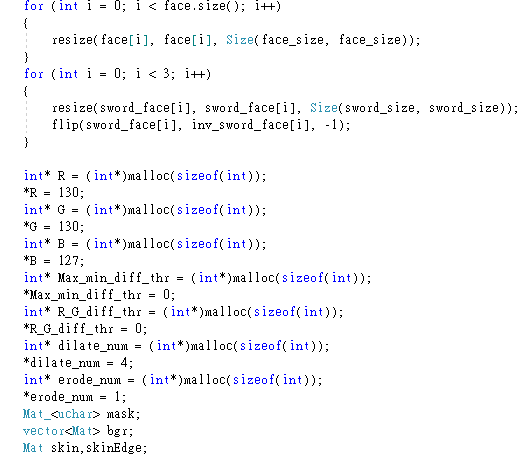 for (int i = 0; i < face.size(); i++)
{
resize(face[i], face[i], Size(face_size, face_size));
}
for (int i = 0; i < 3; i++)
{
resize(sword_face[i], sword_face[i], Size(sword_size, sword_size));
flip(sword_face[i], inv_sword_face[i], -1);
}
int* R = (int*)malloc(sizeof(int));
*R = 130;
int* G = (int*)malloc(sizeof(int));
*G = 130;
int* B = (int*)malloc(sizeof(int));
*B = 127;
int* Max_min_diff_thr = (int*)malloc(sizeof(int));
*Max_min_diff_thr = 0;
int* R_G_diff_thr = (int*)malloc(sizeof(int));
*R_G_diff_thr = 0;
int* dilate_num = (int*)malloc(sizeof(int));
*dilate_num = 4;
int* erode_num = (int*)malloc(sizeof(int));
*erode_num = 1;
Mat_<uchar> mask;
vector<Mat> bgr;
Mat skin,skinEdge;